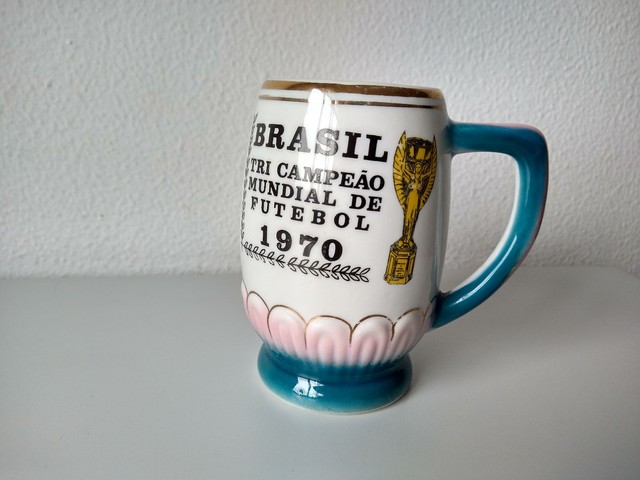 BRASIL
TRI CAMPEÃO
MUNDIAL DE
FUTEBOL
1970